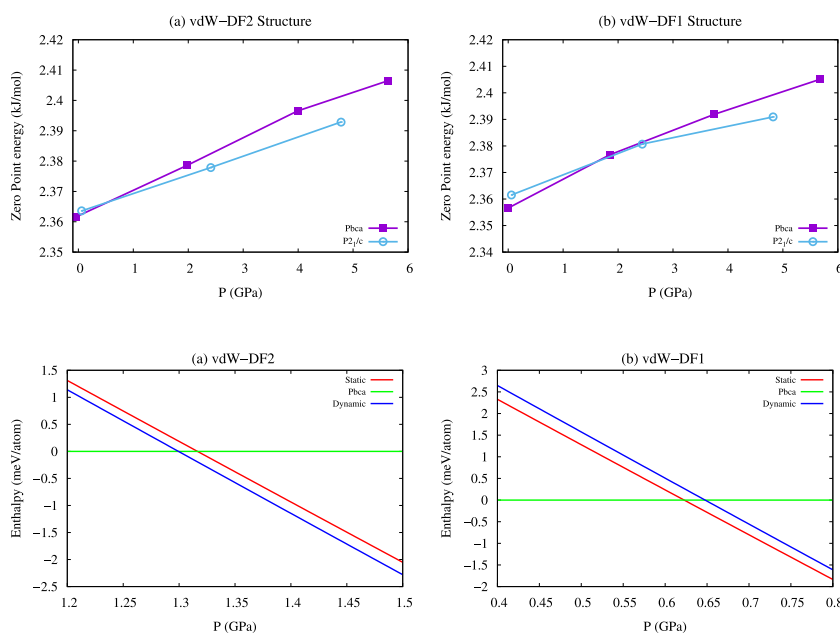 (a) vdW−DF2 Structure
Zero Point energy (kJ/mol)
2.42
2.41
2.4
2.39
2.38
2.37
2.36
2.35
0 1 2 3 4 5 6
P (GPa)
Pbca
P2₁/c
(b) vdW−DF1 Structure
Zero Point energy (kJ/mol)
2.42
2.41
2.4
2.39
2.38
2.37
2.36
2.35
2.34
0 1 2 3 4 5 6
P (GPa)
Pbca
P2₁/c
(a) vdW−DF2
Enthalpy (meV/atom)
1.5
1
0.5
0
−0.5
−1
−1.5
−2
−2.5
1.2 1.25 1.3 1.35 1.4 1.45 1.5
P (GPa)
Static
Pbca
Dynamic
(b) vdW−DF1
Enthalpy (meV/atom)
3
2.5
2
1.5
1
0.5
0
−0.5
−1
−1.5
−2
0.4 0.45 0.5 0.55 0.6 0.65 0.7 0.75 0.8
P (GPa)
Static
Pbca
Dynamic